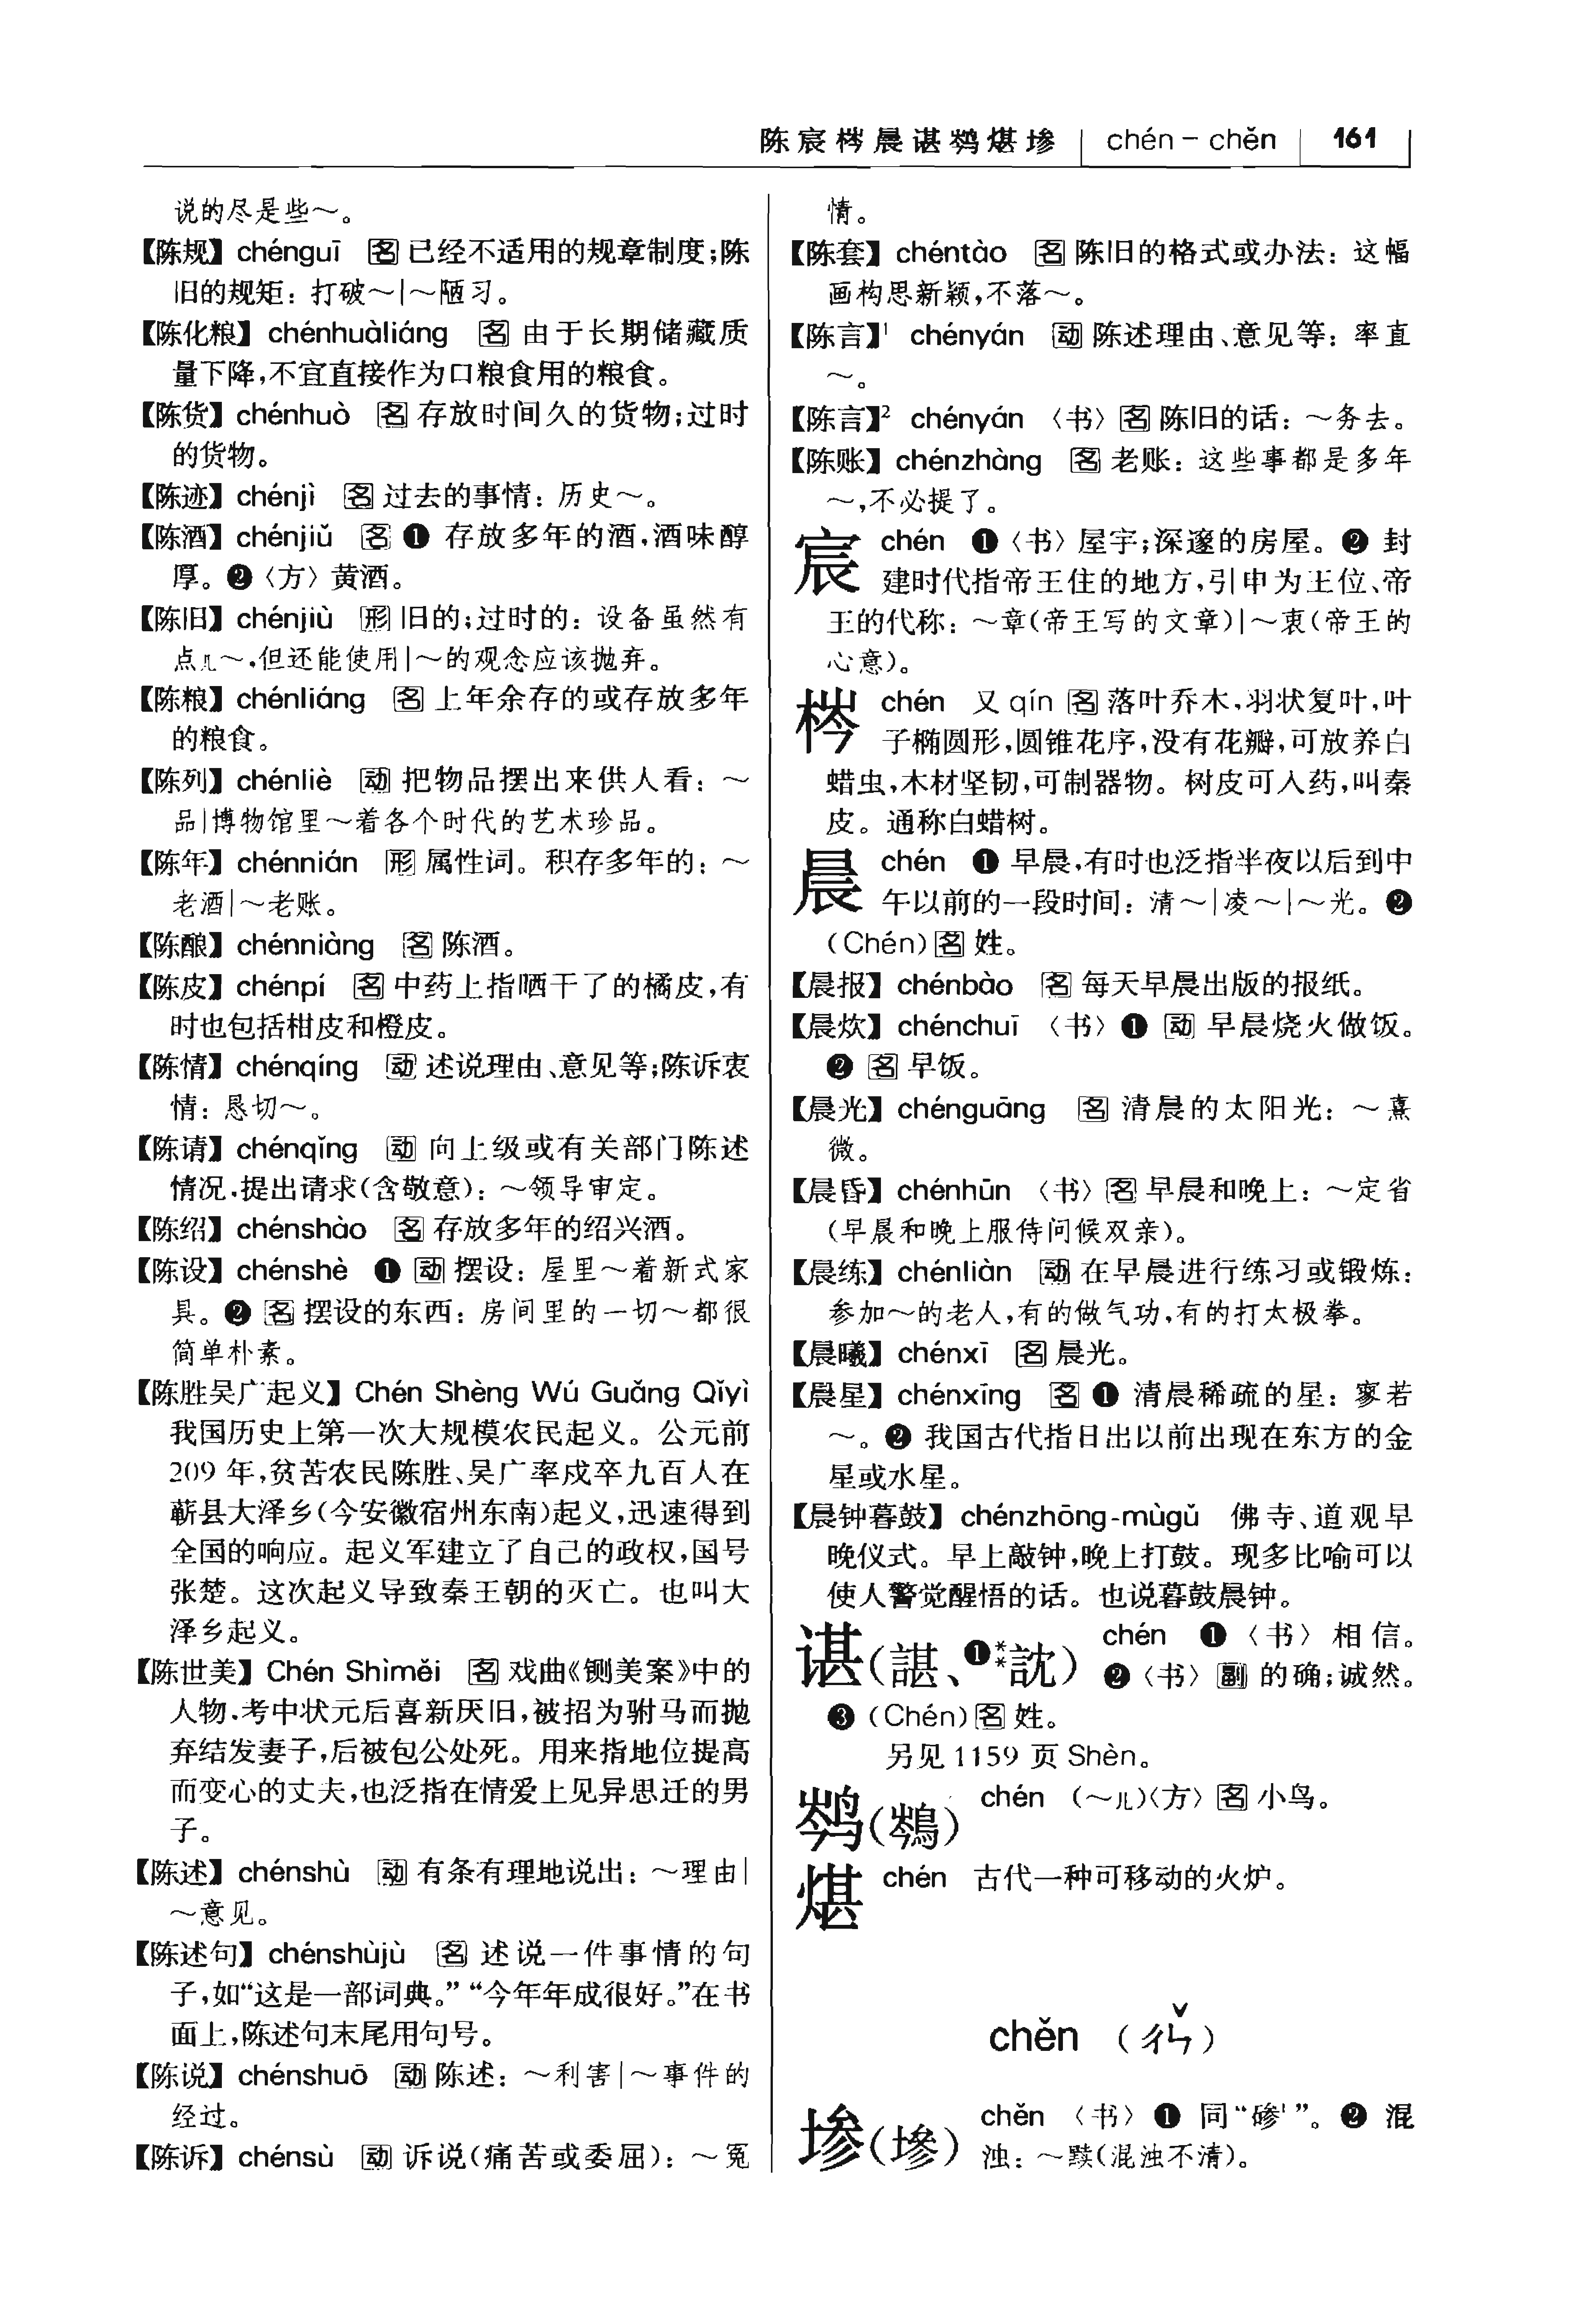 陈宸梣晨谌鹓煁墋 chén－chěn 161
说的尽是些～。
【陈规】chénguī 名 已经不适用的规章制度;陈
旧的规矩：打破～|～陋习。
【陈化粮】chénhuàliáng 名 由于长期储藏质
量下降,不宜直接作为口粮食用的粮食。
【陈货】chénhuò 名 存放时间久的货物;过时
的货物。
【陈迹】chénjì 名 过去的事情：历史～。
【陈酒】chénjiǔ 名 ❶ 存放多年的酒,酒味醇
厚。❷〈方〉黄酒。
【陈旧】chénjiù 形 旧的;过时的：设备虽然有
点儿～,但还能使用|～的观念应该抛弃。
【陈粮】chénliáng 名 上年余存的或存放多年
的粮食。
【陈列】chénliè 动 把物品摆出来供人看：～
品|博物馆里～着各个时代的艺术珍品。
【陈年】chénnián 形 属性词。积存多年的：～
老酒|～老账。
【陈酿】chénniàng 名 陈酒。
【陈皮】chénpí 名 中药上指晒干了的橘皮,有
时也包括柑皮和橙皮。
【陈情】chénqíng 动 述说理由、意见等;陈诉衷
情：恳切～。
【陈请】chénqǐng 动 向上级或有关部门陈述
情况,提出请求(含敬意)：～领导审定。
【陈绍】chénshào 名 存放多年的绍兴酒。
【陈设】chénshè ❶ 动 摆设：屋里～着新式家
具。❷ 名 摆设的东西：房间里的一切～都很
简单朴素。
【陈胜吴广起义】Chén Shèng Wú Guǎng Qǐyì
我国历史上第一次大规模农民起义。公元前
209 年,贫苦农民陈胜、吴广率戍卒九百人在
蕲县大泽乡(今安徽宿州东南)起义,迅速得到
全国的响应。起义军建立了自己的政权,国号
张楚。这次起义导致秦王朝的灭亡。也叫大
泽乡起义。
【陈世美】Chén Shìměi 名 戏曲《铡美案》中的
人物,考中状元后喜新厌旧,被招为驸马而抛
弃结发妻子,后被包公处死。用来指地位提高
而变心的丈夫,也泛指在情爱上见异思迁的男
子。
【陈述】chénshù 动 有条有理地说出：～理由|
～意见。
【陈述句】chénshùjù 名 述说一件事情的句
子,如“这是一部词典。”“今年年成很好。”在书
面上,陈述句末尾用句号。
【陈说】chénshuō 动 陈述：～利害|～事件的
经过。
【陈诉】chénsù 动 诉说(痛苦或委屈)：～冤
情。
【陈套】chéntào 名 陈旧的格式或办法：这幅
画构思新颖,不落～。
【陈言】¹ chényán 动 陈述理由、意见等：率直
～。
【陈言】² chényán 〈书〉名 陈旧的话：～务去。
【陈账】chénzhàng 名 老账：这些事都是多年
～,不必提了。
宸 chén ❶〈书〉屋宇;深邃的房屋。❷ 封
建时代指帝王住的地方,引申为王位、帝
王的代称：～章(帝王写的文章)|～衷(帝王的
心意)。
梣 chén 又 qín 名 落叶乔木,羽状复叶,叶
子椭圆形,圆锥花序,没有花瓣,可放养白
蜡虫,木材坚韧,可制器物。树皮可入药,叫秦
皮。通称白蜡树。
晨 chén ❶ 早晨,有时也泛指半夜以后到中
午以前的一段时间：清～|凌～|～光。❷
(Chén)名 姓。
【晨报】chénbào 名 每天早晨出版的报纸。
【晨炊】chénchuī 〈书〉❶ 动 早晨烧火做饭。
❷ 名 早饭。
【晨光】chénguāng 名 清晨的太阳光：～熹
微。
【晨昏】chénhūn 〈书〉名 早晨和晚上：～定省
(早晨和晚上服侍问候双亲)。
【晨练】chénliàn 动 在早晨进行练习或锻炼：
参加～的老人,有的做气功,有的打太极拳。
【晨曦】chénxī 名 晨光。
【晨星】chénxīng 名 ❶ 清晨稀疏的星：寥若
～。❷ 我国古代指日出以前出现在东方的金
星或水星。
【晨钟暮鼓】chénzhōng-mùgǔ 佛寺、道观早
晚仪式。早上敲钟,晚上打鼓。现多比喻可以
使人警觉醒悟的话。也说暮鼓晨钟。
谌(諶、❶**訦) chén ❶〈书〉相信。
❷〈书〉副 的确;诚然。
❸ (Chén)名 姓。
另见 1159 页 Shèn。
chén (～儿)〈方〉名 小鸟。
煁 chén 古代一种可移动的火炉。
chěn (ㄔㄣˇ)
墋(墋) chěn 〈书〉❶ 同“碜¹”。❷ 混
浊：～黩(混浊不清)。